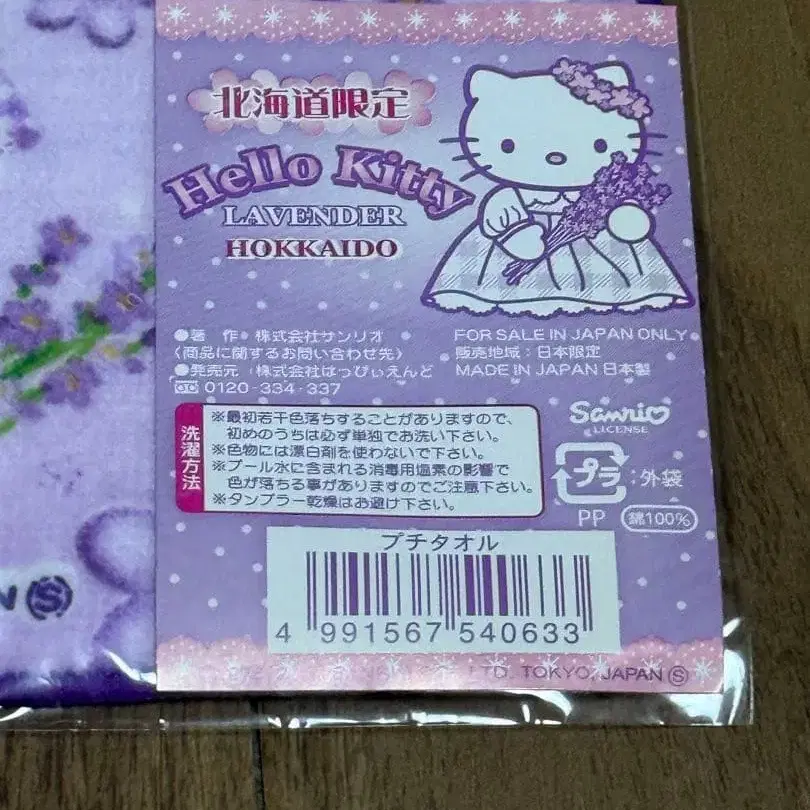 北海道限定
Hello Kitty
LAVENDER
HOKKAIDO
●著 作 株式会社サンリオ
〈商品に関するお問い合わせ先〉
●発売元 株式会社はっぴぃえんど
0120-334-337
FOR SALE IN JAPAN ONLY
販売地域:日本限定
MADE IN JAPAN 日本製
洗濯方法
※最初若干色落ちすることがありますので、
初めのうちは必ず単独でお洗い下さい。
※色物には漂白剤を使わないで下さい。
※プール水に含まれる消毒用塩素の影響で
色が落ちる事がありますのでご注意下さい。
※タンブラー乾燥はお避け下さい。
Sanrio
LICENSE
プラ:外袋
PP 綿100%
プチタオル
4 991567 540633
LTD. TOKYO, JAPAN Ⓢ
N Ⓢ